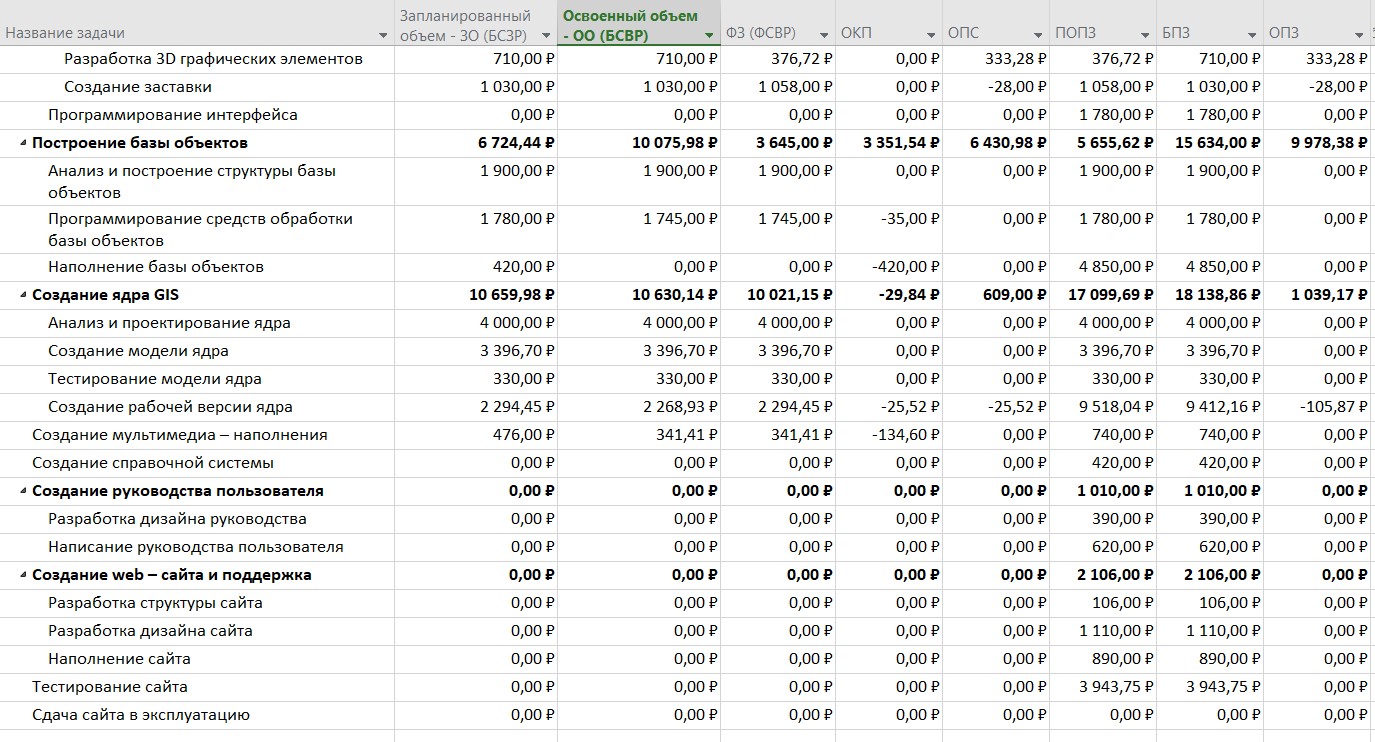 Название задачи Запланированный объем - ЗО (БСЗР) Освоенный объем - ОО (БСВР) ФЗ (ФСВР) ОКП ОПС ПОПЗ БПЗ ОПЗ
Разработка 3D графических элементов 710,00 ₽ 710,00 ₽ 376,72 ₽ 0,00 ₽ 333,28 ₽ 376,72 ₽ 710,00 ₽ 333,28 ₽
Создание заставки 1 030,00 ₽ 1 030,00 ₽ 1 058,00 ₽ 0,00 ₽ -28,00 ₽ 1 058,00 ₽ 1 030,00 ₽ -28,00 ₽
Программирование интерфейса 0,00 ₽ 0,00 ₽ 0,00 ₽ 0,00 ₽ 0,00 ₽ 1 780,00 ₽ 1 780,00 ₽ 0,00 ₽
Построение базы объектов 6 724,44 ₽ 10 075,98 ₽ 3 645,00 ₽ 3 351,54 ₽ 6 430,98 ₽ 5 655,62 ₽ 15 634,00 ₽ 9 978,38 ₽
Анализ и построение структуры базы объектов 1 900,00 ₽ 1 900,00 ₽ 1 900,00 ₽ 0,00 ₽ 0,00 ₽ 1 900,00 ₽ 1 900,00 ₽ 0,00 ₽
Программирование средств обработки базы объектов 1 780,00 ₽ 1 745,00 ₽ 1 745,00 ₽ -35,00 ₽ 0,00 ₽ 1 780,00 ₽ 1 780,00 ₽ 0,00 ₽
Наполнение базы объектов 420,00 ₽ 0,00 ₽ 0,00 ₽ -420,00 ₽ 0,00 ₽ 4 850,00 ₽ 4 850,00 ₽ 0,00 ₽
Создание ядра GIS 10 659,98 ₽ 10 630,14 ₽ 10 021,15 ₽ -29,84 ₽ 609,00 ₽ 17 099,69 ₽ 18 138,86 ₽ 1 039,17 ₽
Анализ и проектирование ядра 4 000,00 ₽ 4 000,00 ₽ 4 000,00 ₽ 0,00 ₽ 0,00 ₽ 4 000,00 ₽ 4 000,00 ₽ 0,00 ₽
Создание модели ядра 3 396,70 ₽ 3 396,70 ₽ 3 396,70 ₽ 0,00 ₽ 0,00 ₽ 3 396,70 ₽ 3 396,70 ₽ 0,00 ₽
Тестирование модели ядра 330,00 ₽ 330,00 ₽ 330,00 ₽ 0,00 ₽ 0,00 ₽ 330,00 ₽ 330,00 ₽ 0,00 ₽
Создание рабочей версии ядра 2 294,45 ₽ 2 268,93 ₽ 2 294,45 ₽ -25,52 ₽ -25,52 ₽ 9 518,04 ₽ 9 412,16 ₽ -105,87 ₽
Создание мультимедиа – наполнения 476,00 ₽ 341,41 ₽ 341,41 ₽ -134,60 ₽ 0,00 ₽ 740,00 ₽ 740,00 ₽ 0,00 ₽
Создание справочной системы 0,00 ₽ 0,00 ₽ 0,00 ₽ 0,00 ₽ 0,00 ₽ 420,00 ₽ 420,00 ₽ 0,00 ₽
Создание руководства пользователя 0,00 ₽ 0,00 ₽ 0,00 ₽ 0,00 ₽ 0,00 ₽ 1 010,00 ₽ 1 010,00 ₽ 0,00 ₽
Разработка дизайна руководства 0,00 ₽ 0,00 ₽ 0,00 ₽ 0,00 ₽ 0,00 ₽ 390,00 ₽ 390,00 ₽ 0,00 ₽
Написание руководства пользователя 0,00 ₽ 0,00 ₽ 0,00 ₽ 0,00 ₽ 0,00 ₽ 620,00 ₽ 620,00 ₽ 0,00 ₽
Создание web – сайта и поддержка 0,00 ₽ 0,00 ₽ 0,00 ₽ 0,00 ₽ 0,00 ₽ 2 106,00 ₽ 2 106,00 ₽ 0,00 ₽
Разработка структуры сайта 0,00 ₽ 0,00 ₽ 0,00 ₽ 0,00 ₽ 0,00 ₽ 106,00 ₽ 106,00 ₽ 0,00 ₽
Разработка дизайна сайта 0,00 ₽ 0,00 ₽ 0,00 ₽ 0,00 ₽ 0,00 ₽ 1 110,00 ₽ 1 110,00 ₽ 0,00 ₽
Наполнение сайта 0,00 ₽ 0,00 ₽ 0,00 ₽ 0,00 ₽ 0,00 ₽ 890,00 ₽ 890,00 ₽ 0,00 ₽
Тестирование сайта 0,00 ₽ 0,00 ₽ 0,00 ₽ 0,00 ₽ 0,00 ₽ 3 943,75 ₽ 3 943,75 ₽ 0,00 ₽
Сдача сайта в эксплуатацию 0,00 ₽ 0,00 ₽ 0,00 ₽ 0,00 ₽ 0,00 ₽ 0,00 ₽ 0,00 ₽ 0,00 ₽